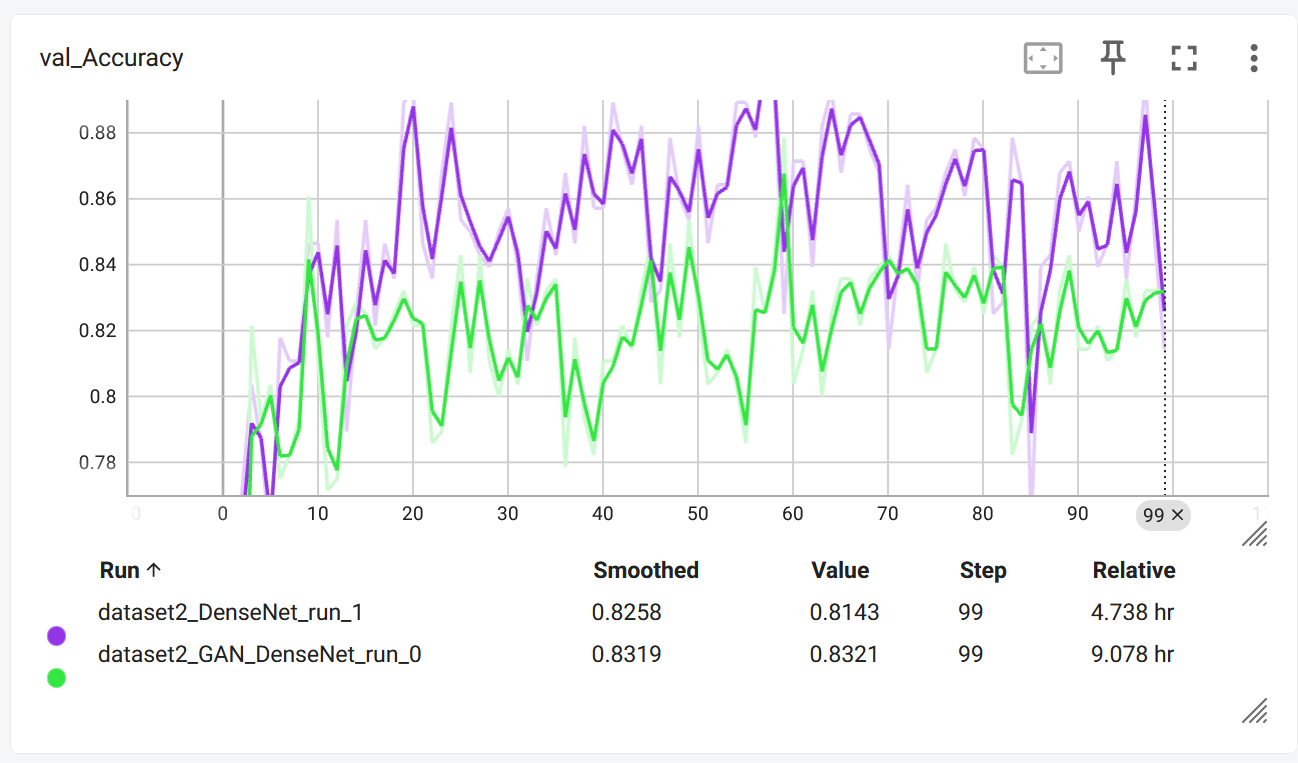 val_Accuracy
0.88
0.86
0.84
0.82
0.8
0.78
0 0 10 20 30 40 50 60 70 80 90 99 ×
Run ↑ Smoothed Value Step Relative
dataset2_DenseNet_run_1 0.8258 0.8143 99 4.738 hr
dataset2_GAN_DenseNet_run_0 0.8319 0.8321 99 9.078 hr